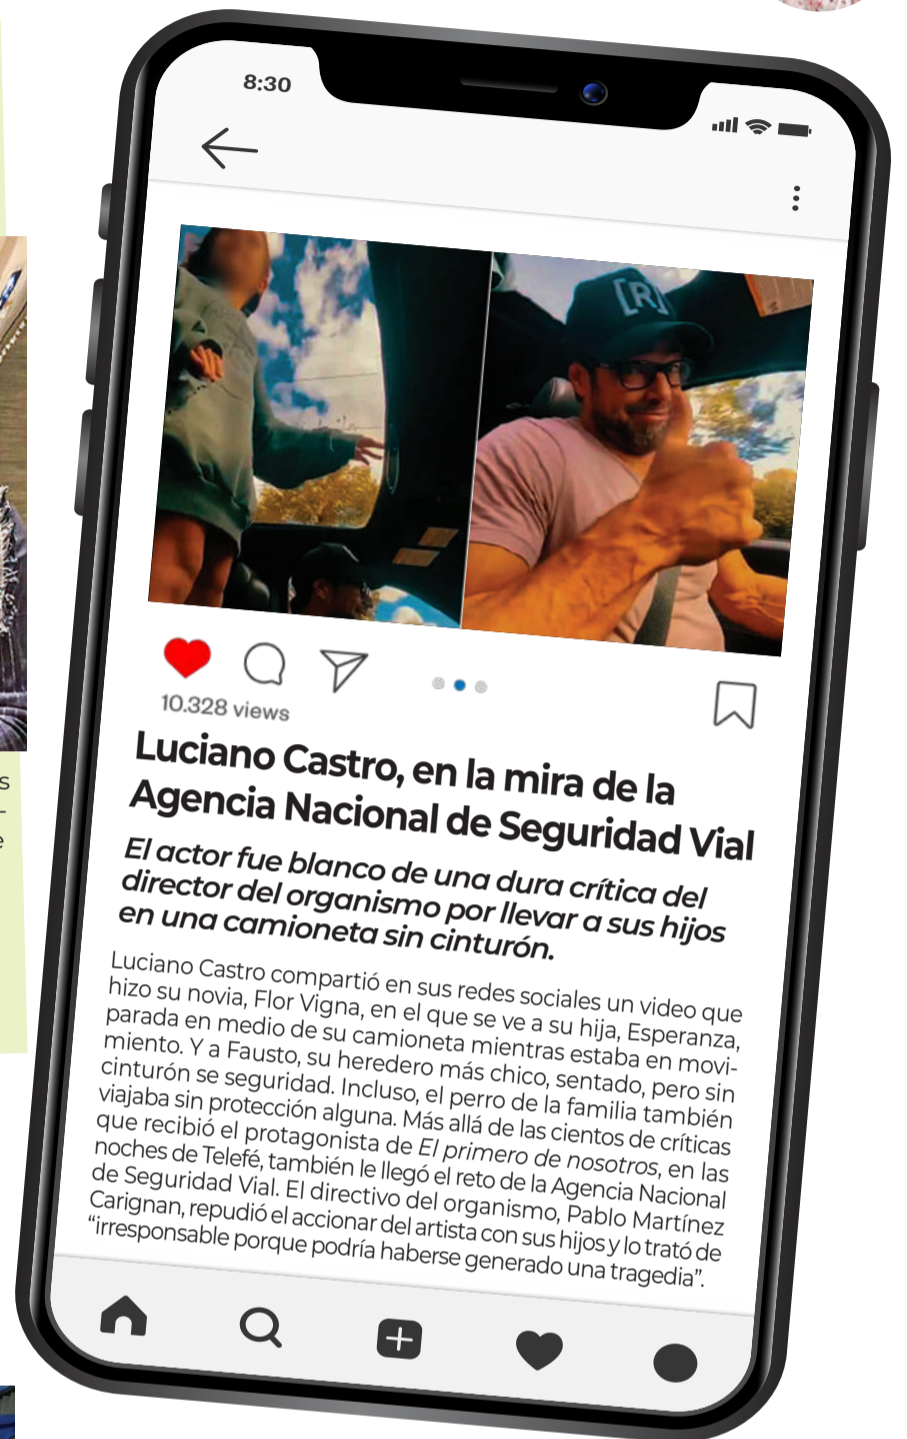 8:30
[R]
10.328 views
Luciano Castro, en la mira de la
Agencia Nacional de Seguridad Vial
El actor fue blanco de una dura crítica del
director del organismo por llevar a sus hijos
en una camioneta sin cinturón.
Luciano Castro compartió en sus redes sociales un video que
hizo su novia, Flor Vigna, en el que se ve a su hija, Esperanza,
parada en medio de su camioneta mientras estaba en movi-
miento. Y a Fausto, su heredero más chico, sentado, pero sin
cinturón se seguridad. Incluso, el perro de la familia también
viajaba sin protección alguna. Más allá de las cientos de críticas
que recibió el protagonista de El primero de nosotros, en las
noches de Telefé, también le llegó el reto de la Agencia Nacional
de Seguridad Vial. El directivo del organismo, Pablo Martínez
Carignan, repudió el accionar del artista con sus hijos y lo trató de
“irresponsable porque podría haberse generado una tragedia”.
s
–
e